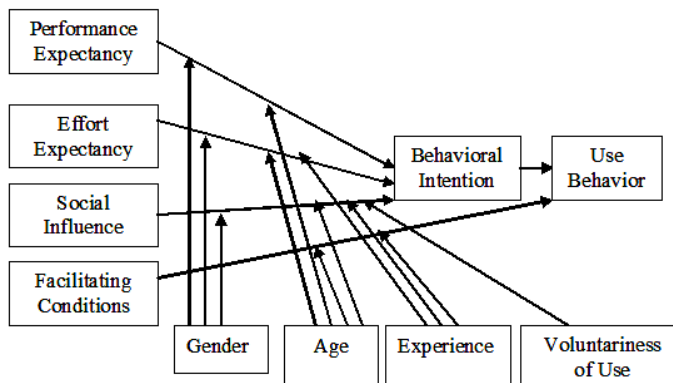 Performance
Expectancy
Effort
Expectancy
Social
Influence
Facilitating
Conditions
Behavioral
Intention
Use
Behavior
Gender
Age
Experience
Voluntariness
of Use